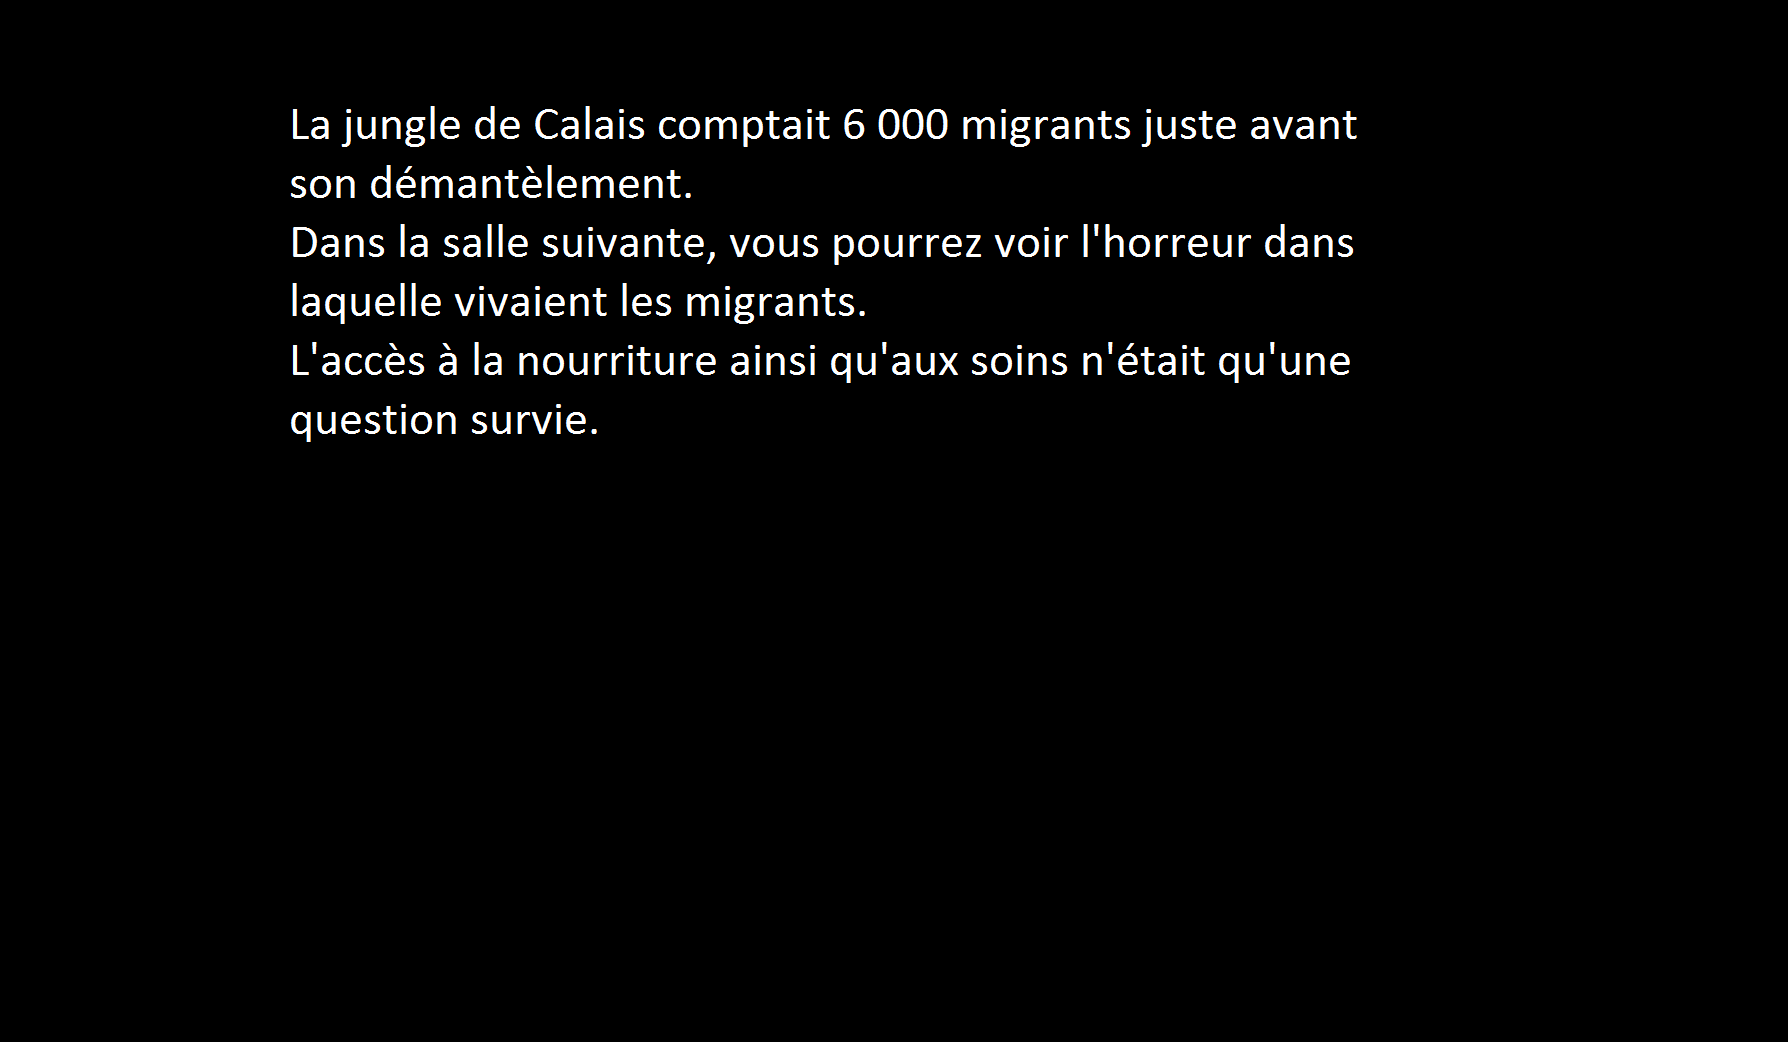 La jungle de Calais comptait 6 000 migrants juste avant
son démantèlement.
Dans la salle suivante, vous pourrez voir l'horreur dans
laquelle vivaient les migrants.
L'accès à la nourriture ainsi qu'aux soins n'était qu'une
question survie.